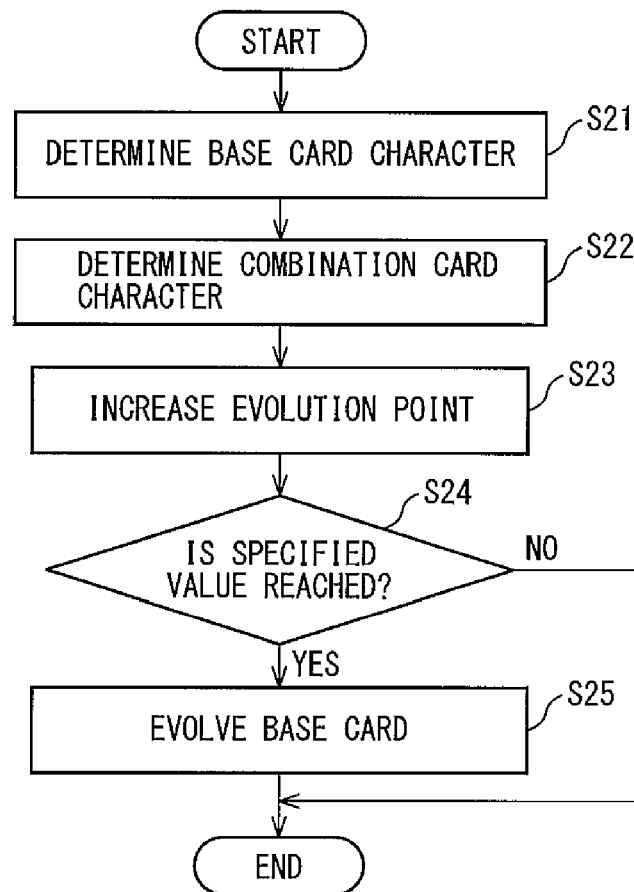 START
S21
DETERMINE BASE CARD CHARACTER
S22
DETERMINE COMBINATION CARD
CHARACTER
S23
INCREASE EVOLUTION POINT
S24
IS SPECIFIED
VALUE REACHED?
NO
YES
S25
EVOLVE BASE CARD
END